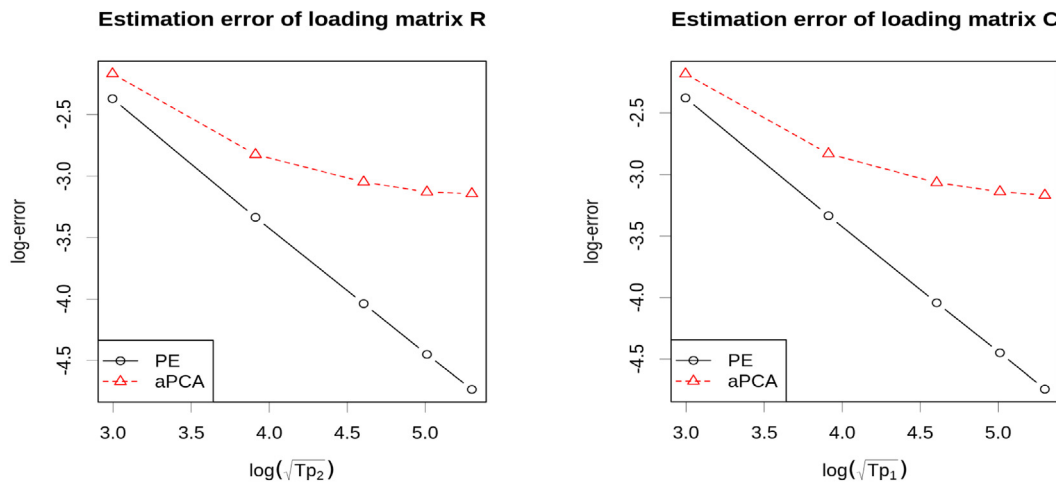 Estimation error of loading matrix R
log-error
-2.5
-3.0
-3.5
-4.0
-4.5
PE
aPCA
3.0 3.5 4.0 4.5 5.0
log(√Tp₂)
Estimation error of loading matrix C
log-error
-2.5
-3.0
-3.5
-4.0
-4.5
PE
aPCA
3.0 3.5 4.0 4.5 5.0
log(√Tp₁)